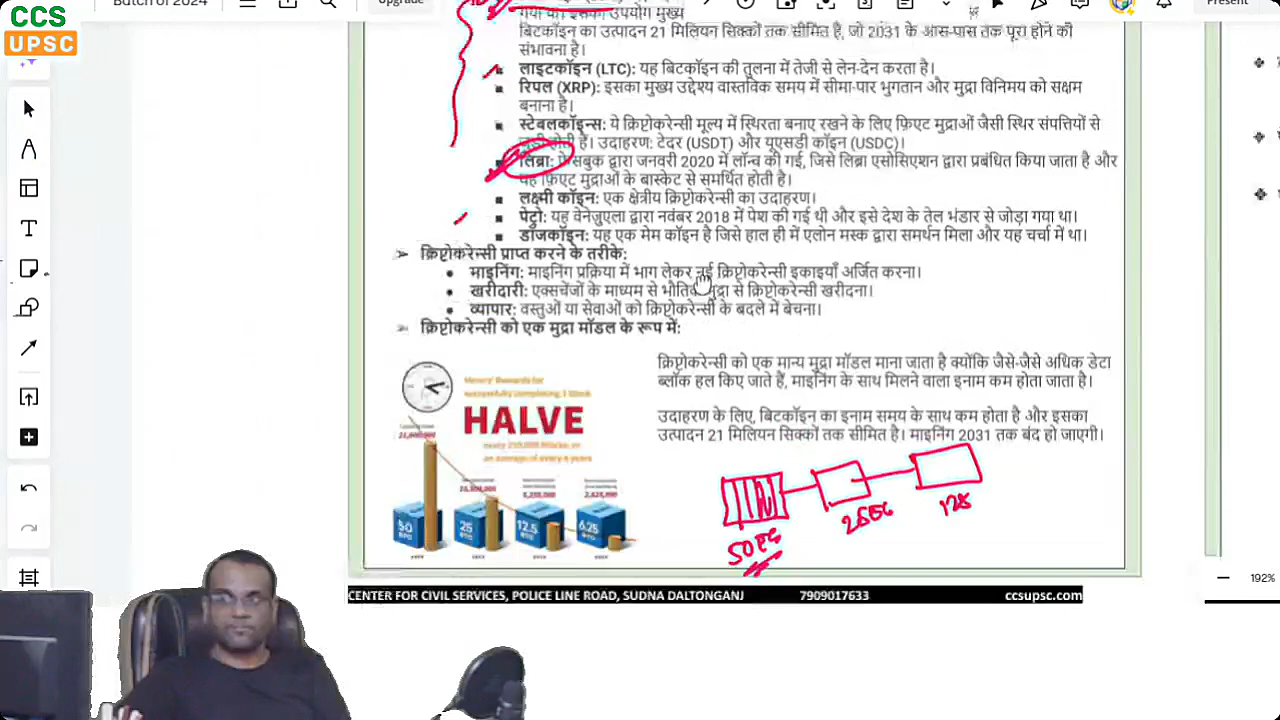 Batch of 2024
Upgrade
Present
CCS
UPSC
गया था। इसका उपयोग मुख्य
बिटकॉइन का उत्पादन 21 मिलियन सिक्कों तक सीमित है, जो 2031 के आस-पास तक पूरा होने की
संभावना है।
लाइटकॉइन (LTC): यह बिटकॉइन की तुलना में तेजी से लेन-देन करता है।
रिपल (XRP): इसका मुख्य उद्देश्य वास्तविक समय में सीमा-पार भुगतान और मुद्रा विनिमय को सक्षम
बनाना है।
स्टेबलकॉइन्स: ये क्रिप्टोकरेन्सी मूल्य में स्थिरता बनाए रखने के लिए फ़िएट मुद्राओं जैसी स्थिर संपत्तियों से
जुड़ी होती हैं। उदाहरण: टेदर (USDT) और यूएसडी कॉइन (USDC)।
लिब्रा: फेसबुक द्वारा जनवरी 2020 में लॉन्च की गई, जिसे लिब्रा एसोसिएशन द्वारा प्रबंधित किया जाता है और
यह फ़िएट मुद्राओं के बास्केट से समर्थित होती है।
लक्ष्मी कॉइन: एक क्षेत्रीय क्रिप्टोकरेन्सी का उदाहरण।
पेट्रो: यह वेनेज़ुएला द्वारा नवंबर 2018 में पेश की गई थी और इसे देश के तेल भंडार से जोड़ा गया था।
डॉजकॉइन: यह एक मेम कॉइन है जिसे हाल ही में एलोन मस्क द्वारा समर्थन मिला और यह चर्चा में था।
➢ क्रिप्टोकरेन्सी प्राप्त करने के तरीके:
माइनिंग: माइनिंग प्रक्रिया में भाग लेकर नई क्रिप्टोकरेन्सी इकाइयाँ अर्जित करना।
खरीदारी: एक्सचेंजों के माध्यम से भौतिक मुद्रा से क्रिप्टोकरेन्सी खरीदना।
व्यापार: वस्तुओं या सेवाओं को क्रिप्टोकरेन्सी के बदले में बेचना।
➢ क्रिप्टोकरेन्सी को एक मुद्रा मॉडल के रूप में:
क्रिप्टोकरेन्सी को एक मान्य मुद्रा मॉडल माना जाता है क्योंकि जैसे-जैसे अधिक डेटा
ब्लॉक हल किए जाते हैं, माइनिंग के साथ मिलने वाला इनाम कम होता जाता है।
उदाहरण के लिए, बिटकॉइन का इनाम समय के साथ कम होता है और इसका
उत्पादन 21 मिलियन सिक्कों तक सीमित है। माइनिंग 2031 तक बंद हो जाएगी।
HALVE
50
25
12.5
6.25
CENTER FOR CIVIL SERVICES, POLICE LINE ROAD, SUDNA DALTONGANJ 7909017633 ccsupsc.com
192%